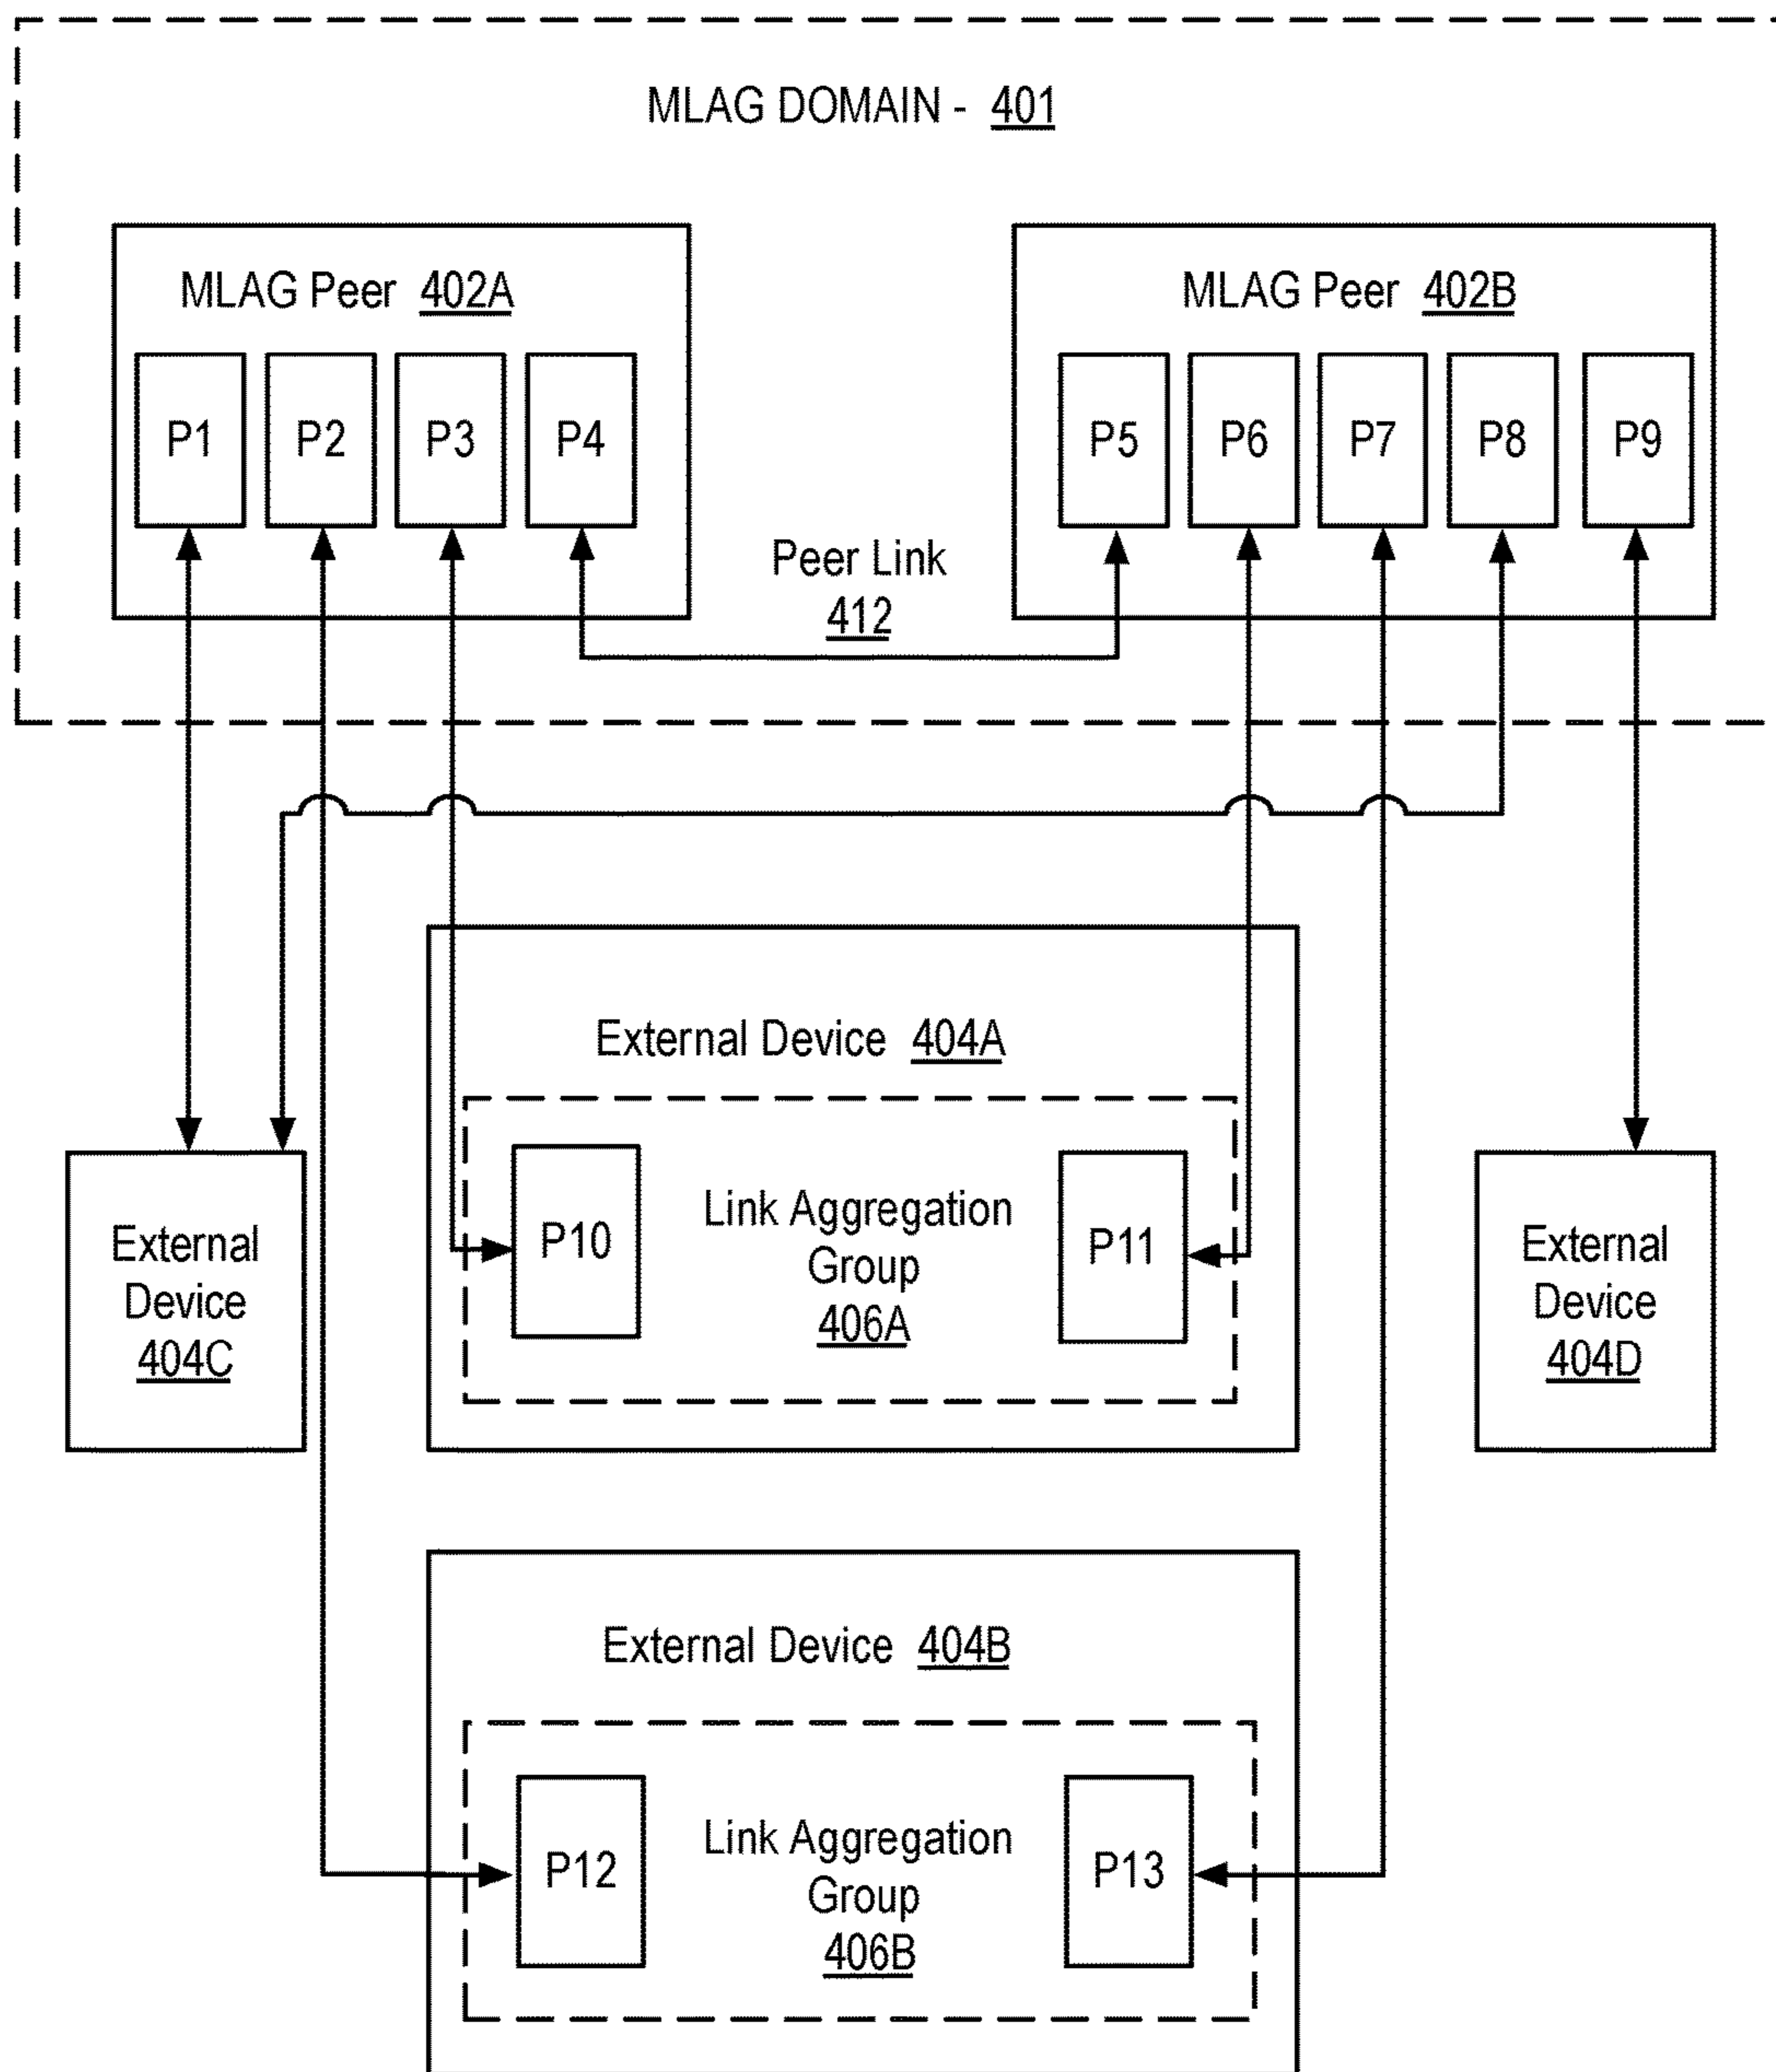 MLAG DOMAIN - 401
MLAG Peer 402A
P1 P2 P3 P4
MLAG Peer 402B
P5 P6 P7 P8 P9
Peer Link
412
External Device 404A
P10
Link Aggregation
Group
406A
P11
External
Device
404C
External
Device
404D
External Device 404B
P12
Link Aggregation
Group
406B
P13